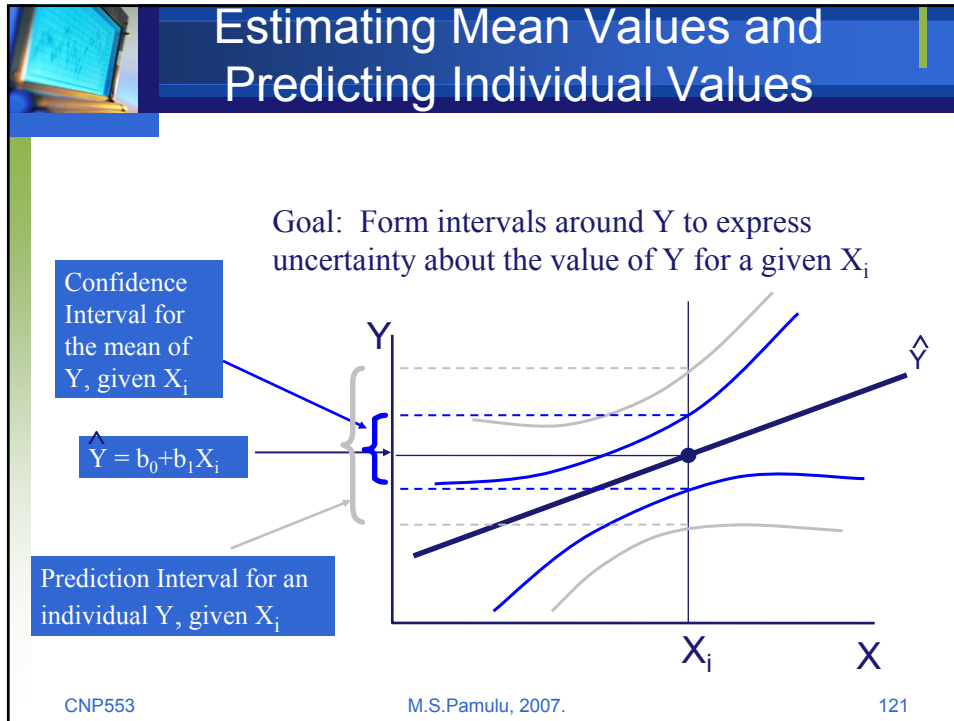 Estimating Mean Values and
Predicting Individual Values
Goal: Form intervals around Y to express
uncertainty about the value of Y for a given Xᵢ
Confidence
Interval for
the mean of
Y, given Xᵢ
Y
Ŷ
Ŷ = b₀+b₁Xᵢ
Prediction Interval for an
individual Y, given Xᵢ
Xᵢ
X
CNP553
M.S.Pamulu, 2007.
121